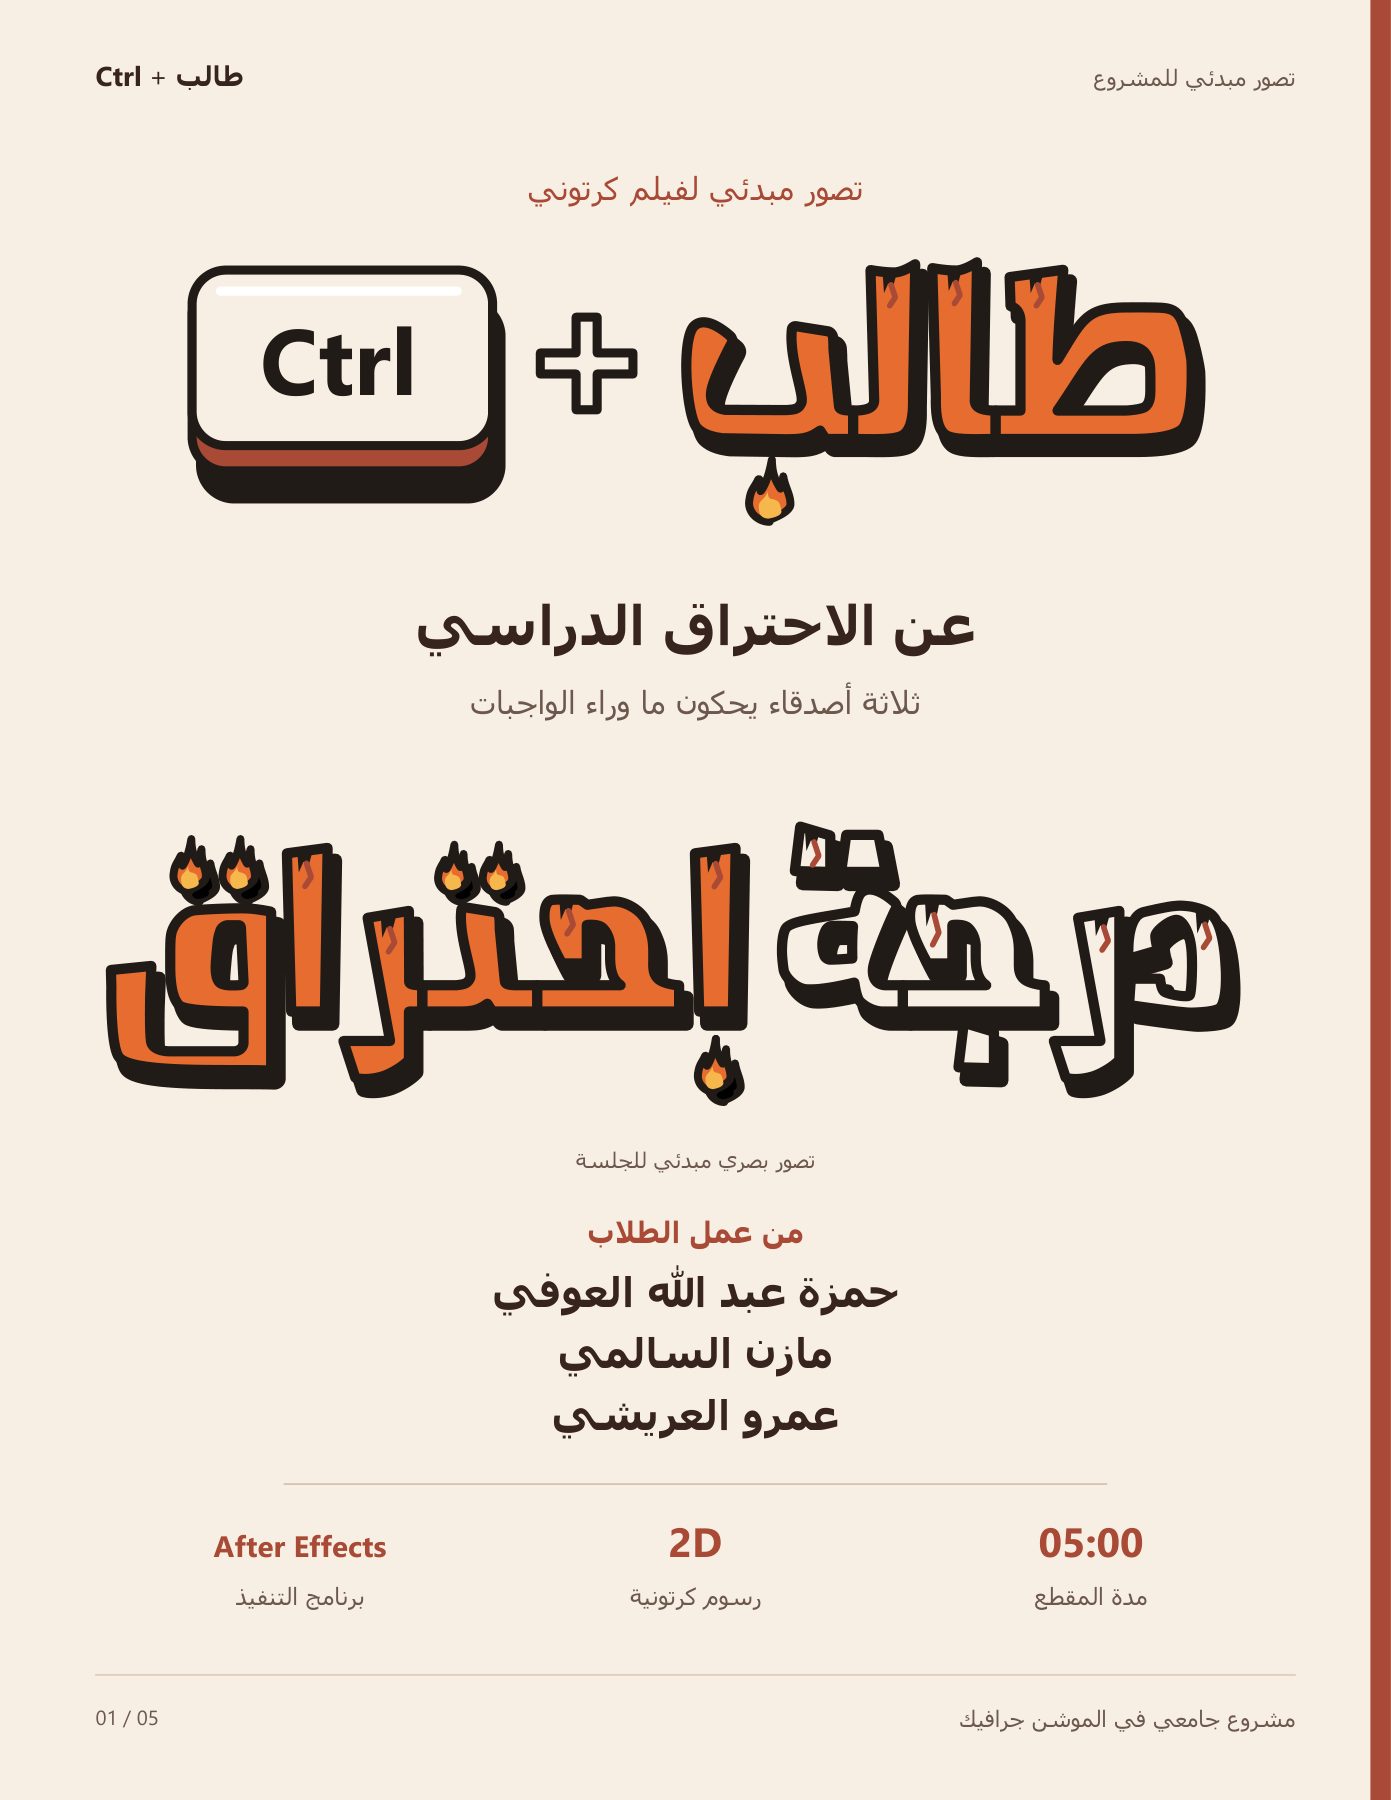 تصور مبدئي للمشروع
طالب + Ctrl
تصور مبدئي لفيلم كرتوني
طالب + Ctrl
عن الاحتراق الدراسي
ثلاثة أصدقاء يحكون ما وراء الواجبات
درجة إحتراق
تصور بصري مبدئي للجلسة
من عمل الطلاب
حمزة عبد الله العوفي
مازن السالمي
عمرو العريشي
05:00
مدة المقطع
2D
رسوم كرتونية
After Effects
برنامج التنفيذ
مشروع جامعي في الموشن جرافيك
01 / 05